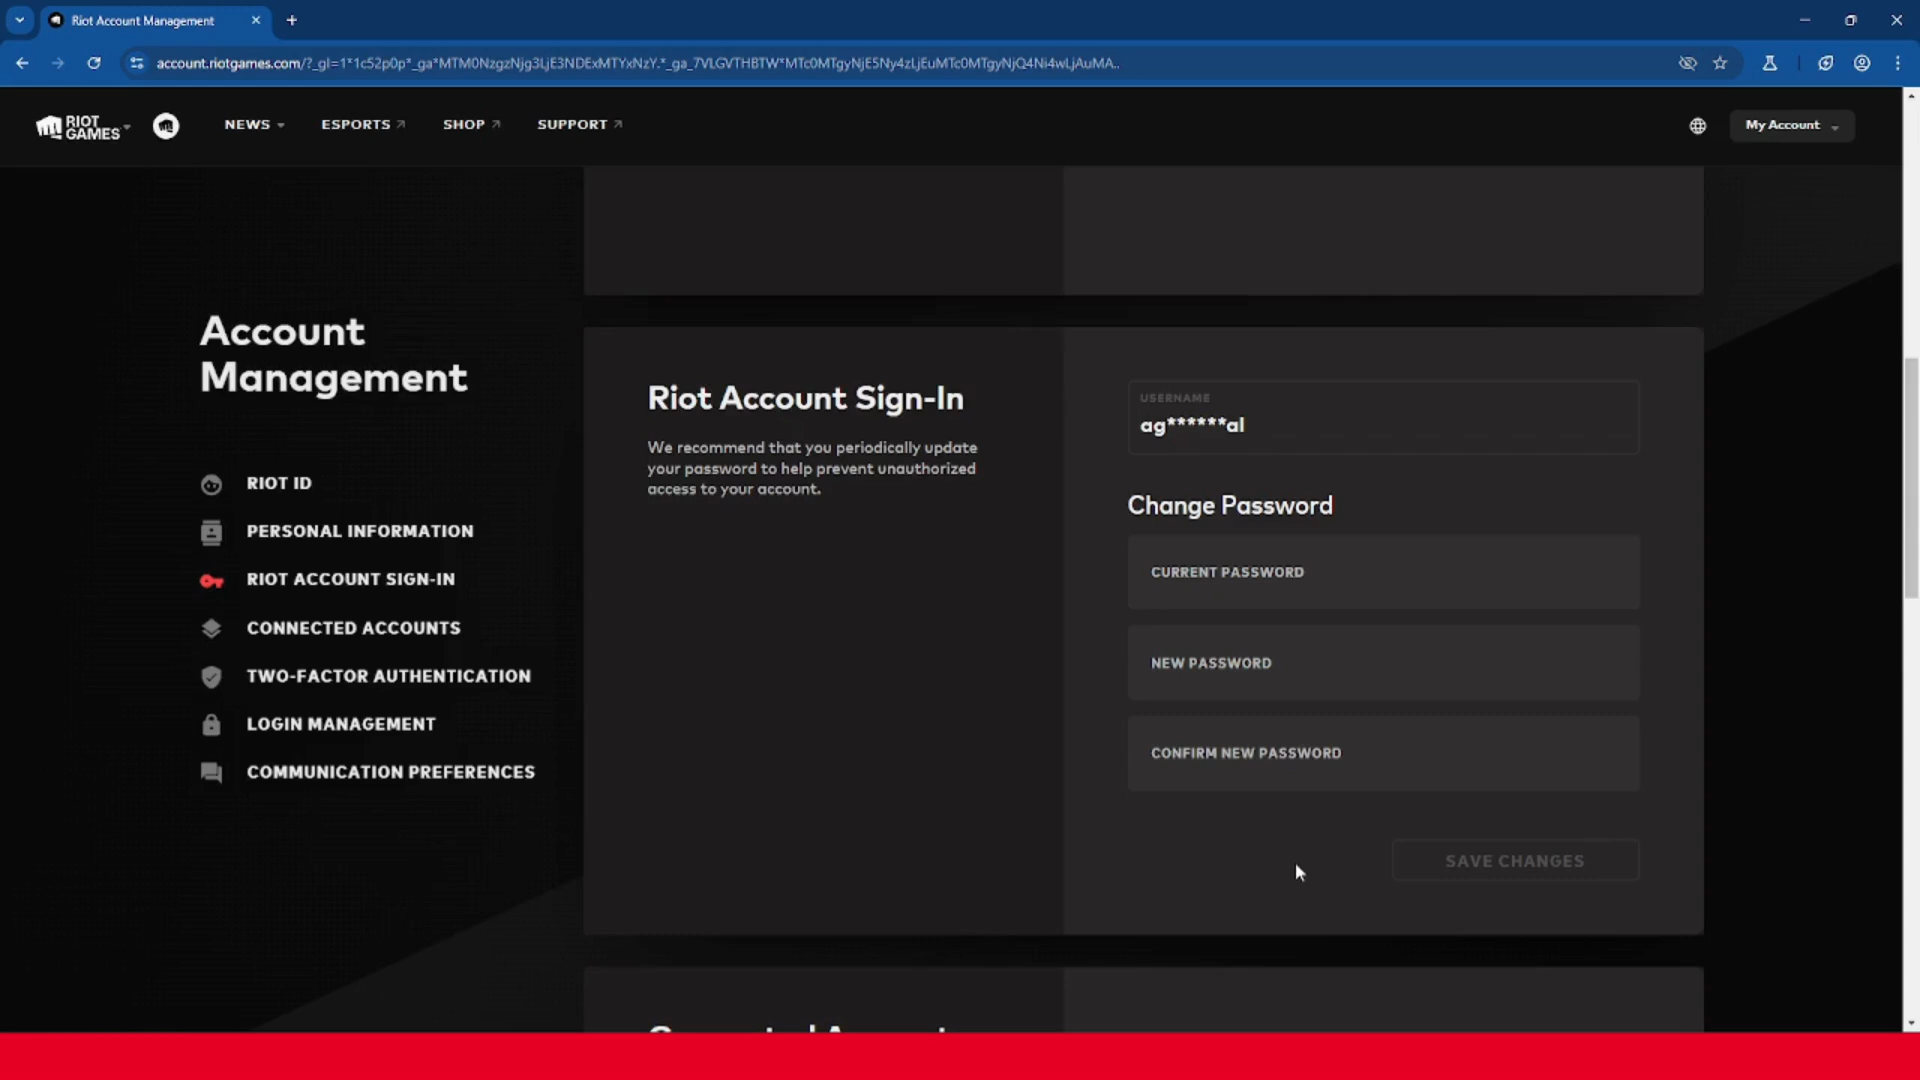 Riot Account Management
account.riotgames.com/?_gl=1*1c52p0p*_ga*MTM0NzgzNjg3LjE3NDExMTYxNzY.*_ga_7VLGVTHBTW*MTc0MTgyNjE5Ny4zLjEuMTc0MTgyNjQ4Ni4wLjAuMA..
RIOT GAMES
NEWS
ESPORTS
SHOP
SUPPORT
My Account
Account
Management
RIOT ID
PERSONAL INFORMATION
RIOT ACCOUNT SIGN-IN
CONNECTED ACCOUNTS
TWO-FACTOR AUTHENTICATION
LOGIN MANAGEMENT
COMMUNICATION PREFERENCES
Riot Account Sign-In
We recommend that you periodically update
your password to help prevent unauthorized
access to your account.
USERNAME
ag******al
Change Password
CURRENT PASSWORD
NEW PASSWORD
CONFIRM NEW PASSWORD
SAVE CHANGES